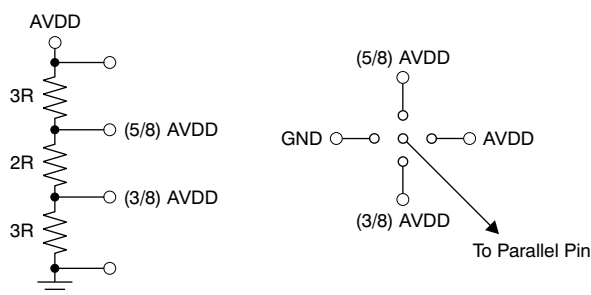 AVDD
3R
(5/8) AVDD
2R
(3/8) AVDD
3R
(5/8) AVDD
GND
AVDD
(3/8) AVDD
To Parallel Pin